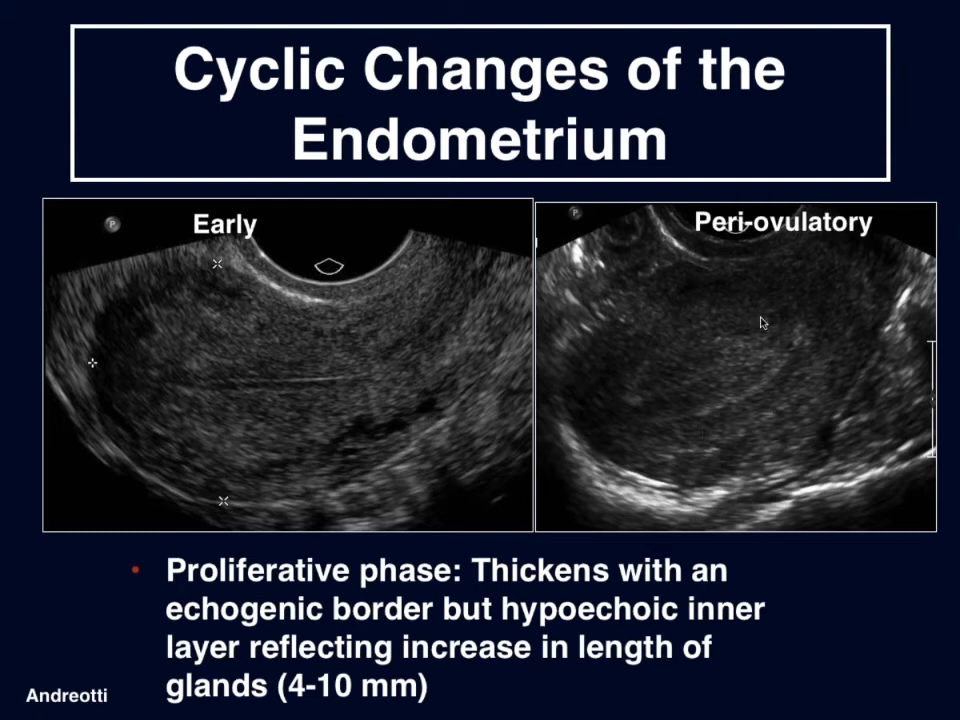 Cyclic Changes of the
Endometrium
P
Early
P
Peri-ovulatory
• Proliferative phase: Thickens with an
echogenic border but hypoechoic inner
layer reflecting increase in length of
glands (4-10 mm)
Andreotti